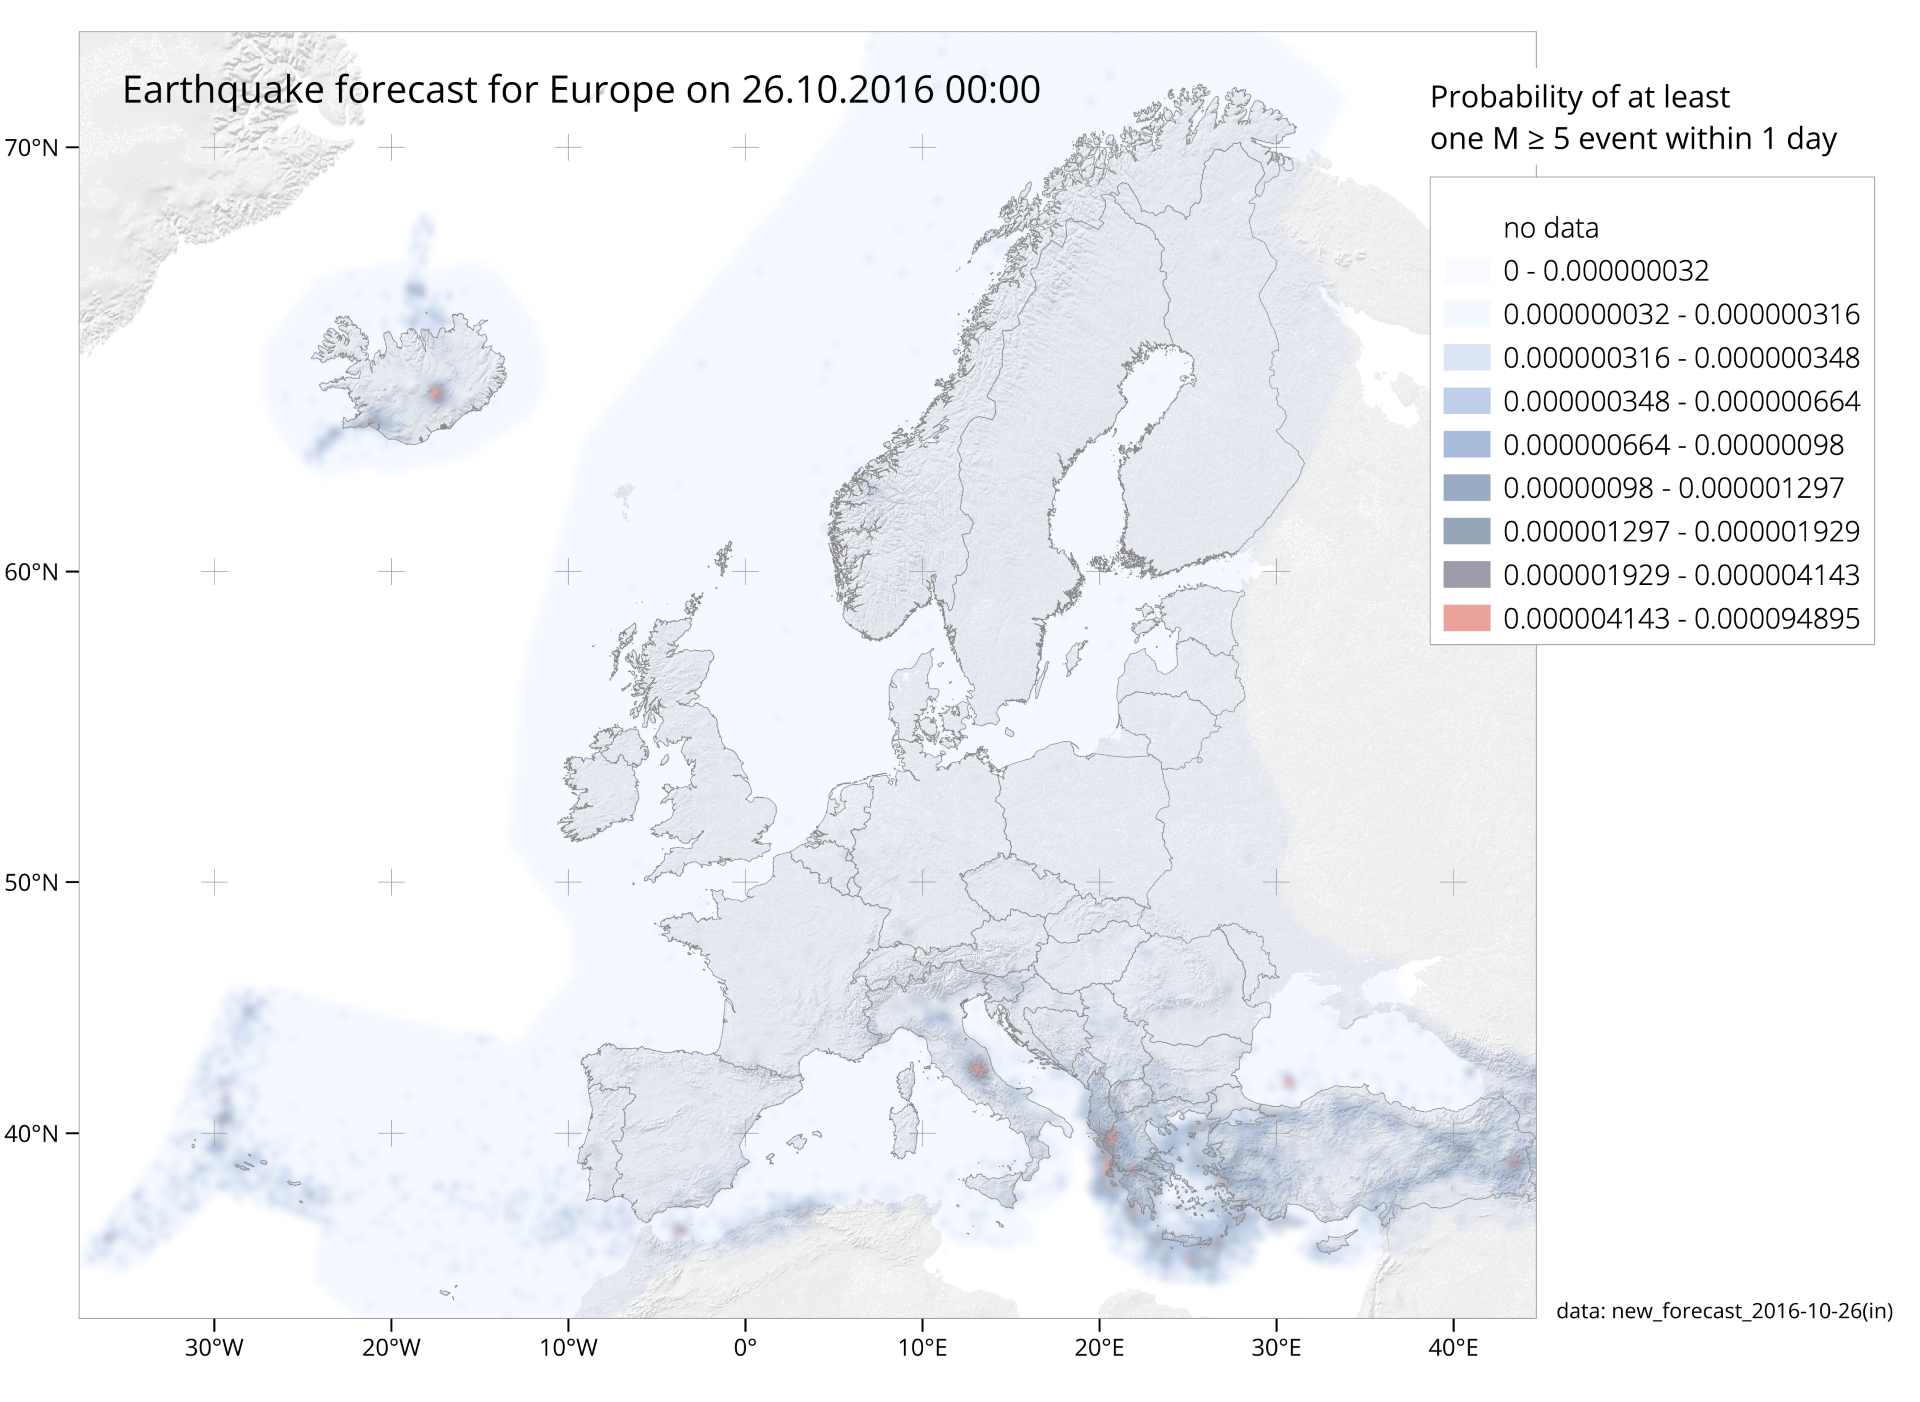 Earthquake forecast for Europe on 26.10.2016 00:00
Probability of at least
one M ≥ 5 event within 1 day
no data
0 - 0.000000032
0.000000032 - 0.000000316
0.000000316 - 0.000000348
0.000000348 - 0.000000664
0.000000664 - 0.00000098
0.00000098 - 0.000001297
0.000001297 - 0.000001929
0.000001929 - 0.000004143
0.000004143 - 0.000094895
70°N
60°N
50°N
40°N
30°W 20°W 10°W 0° 10°E 20°E 30°E 40°E
data: new_forecast_2016-10-26(in)